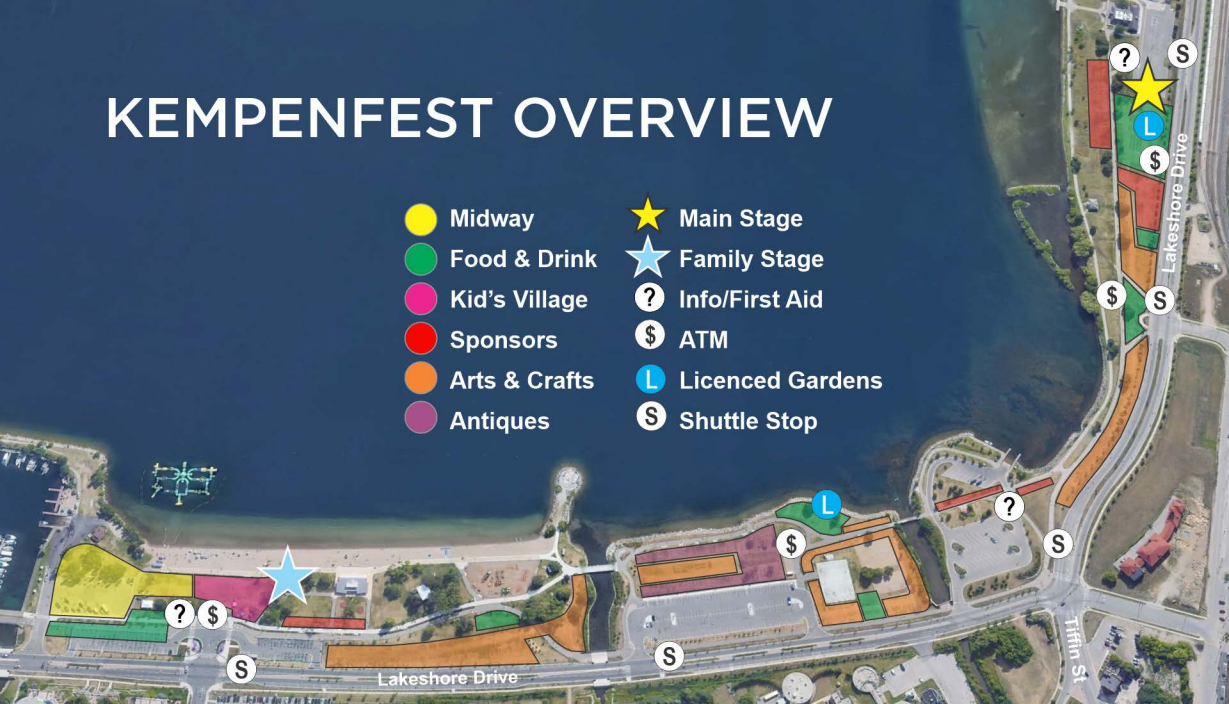 KEMPENFEST OVERVIEW
Midway
Food & Drink
Kid's Village
Sponsors
Arts & Crafts
Antiques
Main Stage
Family Stage
? Info/First Aid
$ ATM
L Licenced Gardens
S Shuttle Stop
?
S
L
$
Lakeshore Drive
$
S
L
?
$
S
?
$
S
S
Lakeshore Drive
Tiffin St